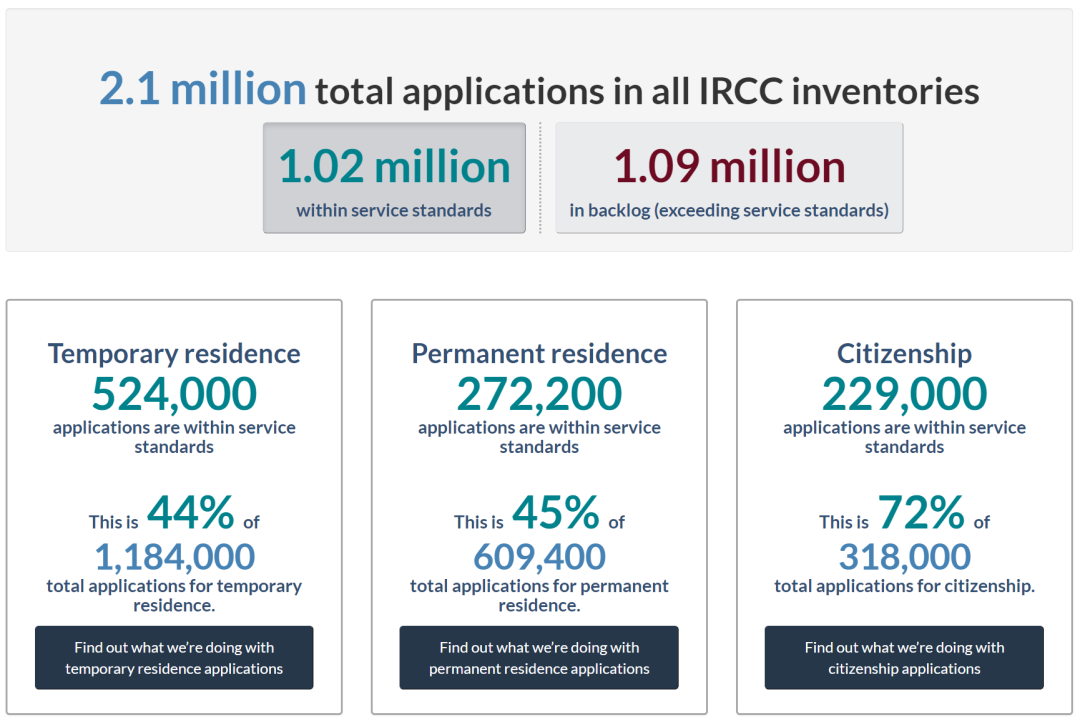 2.1 million total applications in all IRCC inventories
1.02 million
within service standards
1.09 million
in backlog (exceeding service standards)
Temporary residence
524,000
applications are within service
standards
This is 44% of
1,184,000
total applications for temporary
residence.
Find out what we're doing with
temporary residence applications
Permanent residence
272,200
applications are within service
standards
This is 45% of
609,400
total applications for permanent
residence.
Find out what we're doing with
permanent residence applications
Citizenship
229,000
applications are within service
standards
This is 72% of
318,000
total applications for citizenship.
Find out what we're doing with
citizenship applications